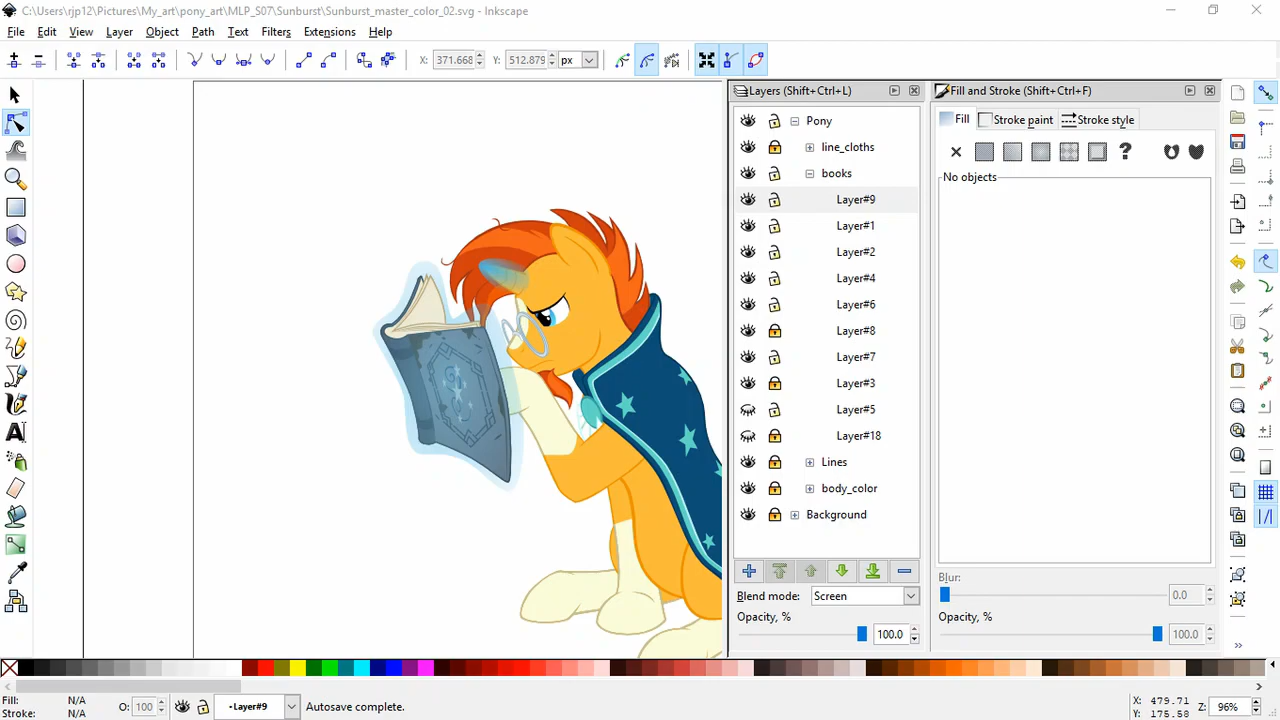 C:\Users\rjp12\Pictures\My_art\pony_art\MLP_S07\Sunburst\Sunburst_master_color_02.svg - Inkscape
File Edit View Layer Object Path Text Filters Extensions Help
X: 371.668 Y: 512.879 px
Layers (Shift+Ctrl+L)
Fill and Stroke (Shift+Ctrl+F)
Pony
line_cloths
books
Layer#9
Layer#1
Layer#2
Layer#4
Layer#6
Layer#8
Layer#7
Layer#3
Layer#5
Layer#18
Lines
body_color
Background
Blend mode: Screen
Opacity, %
100.0
Fill Stroke paint Stroke style
No objects
Blur:
0.0
Opacity, %
100.0
Fill: N/A
Stroke: N/A
O: 100
·Layer#9
Autosave complete.
X: 479.71
Y: 175.58
Z: 96%